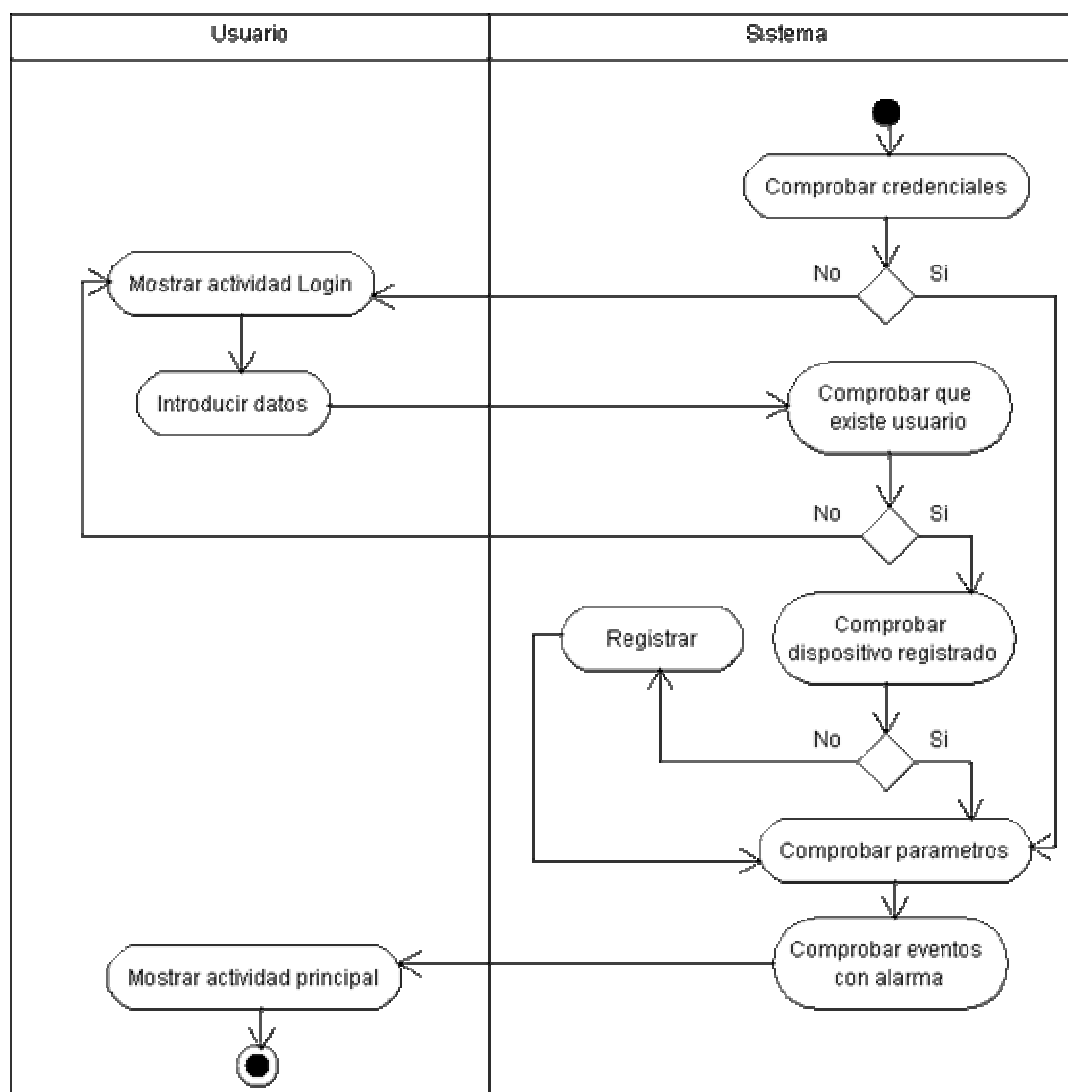 Usuario
Sistema
Comprobar credenciales
No
Si
Mostrar actividad Login
Introducir datos
Comprobar que
existe usuario
No
Si
Registrar
Comprobar
dispositivo registrado
No
Si
Comprobar parametros
Comprobar eventos
con alarma
Mostrar actividad principal